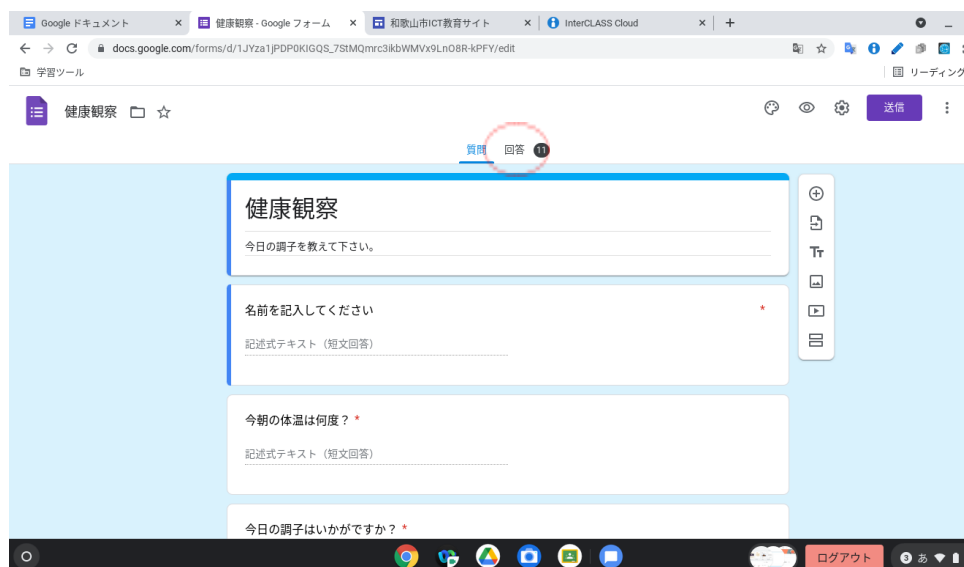 Google ドキュメント
健康観察 - Google フォーム
和歌山市ICT教育サイト
InterCLASS Cloud
docs.google.com/forms/d/1JYza1jPDP0KIGQS_7StMQmrc3ikbWMVx9LnO8R-kPFY/edit
学習ツール
リーディング
健康観察
送信
質問 回答 11
健康観察
今日の調子を教えて下さい。
名前を記入してください *
記述式テキスト（短文回答）
今朝の体温は何度？ *
記述式テキスト（短文回答）
今日の調子はいかがですか？ *
ログアウト
3 あ